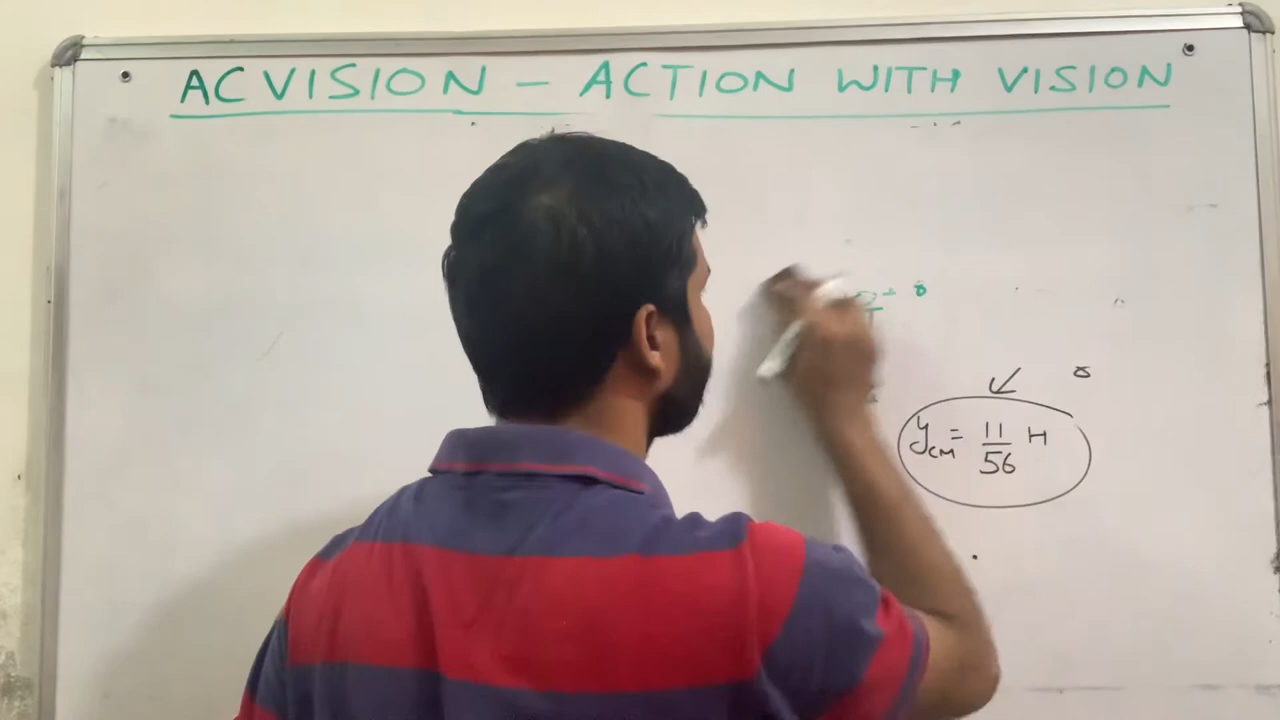 ACVISION - ACTION WITH VISION
y_CM = 11/56 H